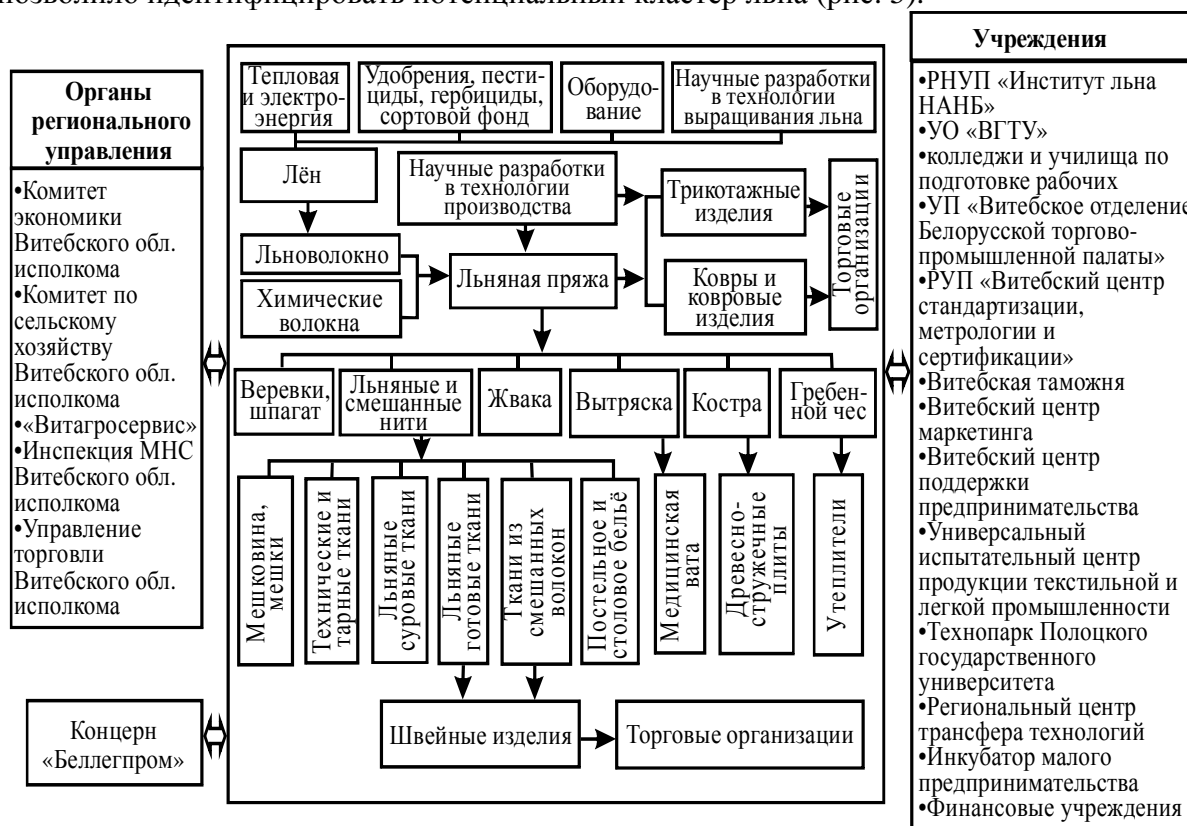 позволило идентифицировать потенциальный кластер льна (рис. 3).
Органы
регионального
управления
•Комитет
экономики
Витебского обл.
исполкома
•Комитет по
сельскому
хозяйству
Витебского обл.
исполкома
•«Витагросервис»
•Инспекция МНС
Витебского обл.
исполкома
•Управление
торговли
Витебского обл.
исполкома
Концерн
«Беллегпром»
Тепловая
и электро-
энергия
Удобрения, пести-
циды, гербициды,
сортовой фонд
Оборудо-
вание
Научные разработки
в технологии
выращивания льна
Лён
Научные разработки
в технологии
производства
Трикотажные
изделия
Торговые
организации
Льноволокно
Химические
волокна
Льняная пряжа
Ковры и
ковровые
изделия
Веревки,
шпагат
Льняные и
смешанные
нити
Жвака
Вытряска
Костра
Гребен-
ной чес
Мешковина,
мешки
Технические и
тарные ткани
Льняные
суровые ткани
Льняные
готовые ткани
Ткани из
смешанных
волокон
Постельное и
столовое бельё
Медицинская
вата
Древесно-
стружечные
плиты
Утеплители
Швейные изделия
Торговые организации
Учреждения
•РНУП «Институт льна
НАНБ»
•УО «ВГТУ»
•колледжи и училища по
подготовке рабочих
•УП «Витебское отделение
Белорусской торгово-
промышленной палаты»
•РУП «Витебский центр
стандартизации,
метрологии и
сертификации»
•Витебская таможня
•Витебский центр
маркетинга
•Витебский центр
поддержки
предпринимательства
•Универсальный
испытательный центр
продукции текстильной и
легкой промышленности
•Технопарк Полоцкого
государственного
университета
•Региональный центр
трансфера технологий
•Инкубатор малого
предпринимательства
•Финансовые учреждения